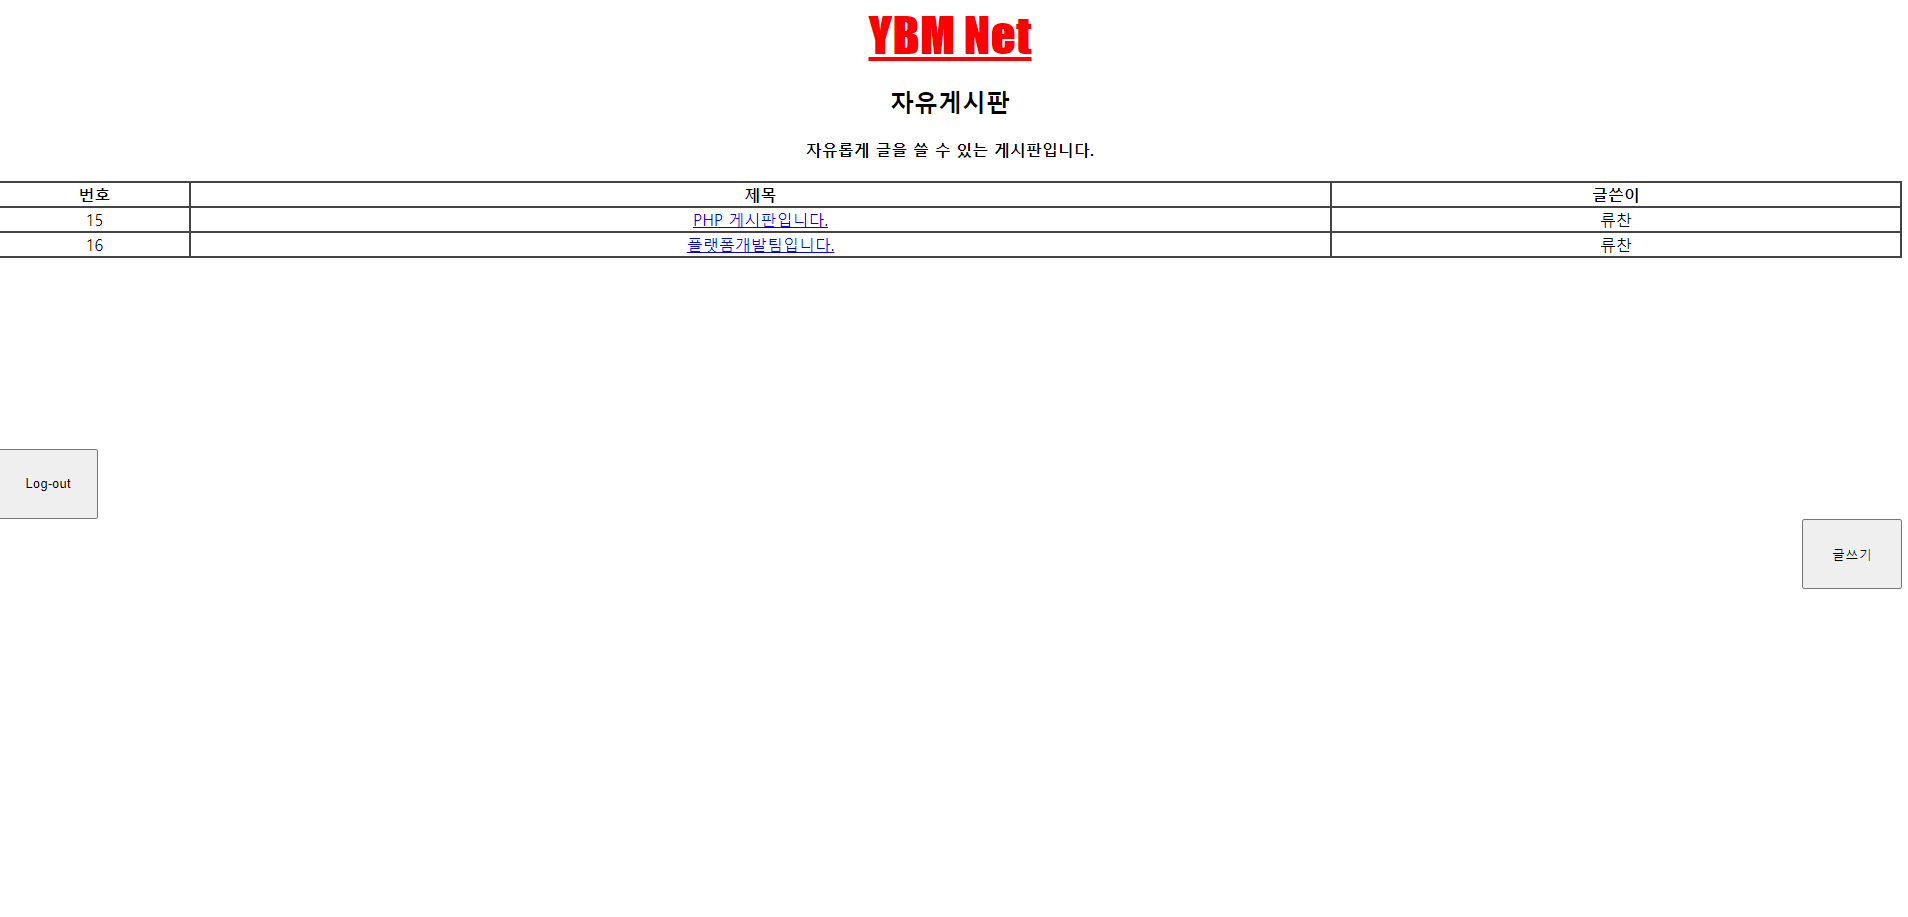 YBM Net
자유게시판
자유롭게 글을 쓸 수 있는 게시판입니다.
번호 제목 글쓴이
15 PHP 게시판입니다. 류찬
16 플랫폼개발팀입니다. 류찬
Log-out
글쓰기